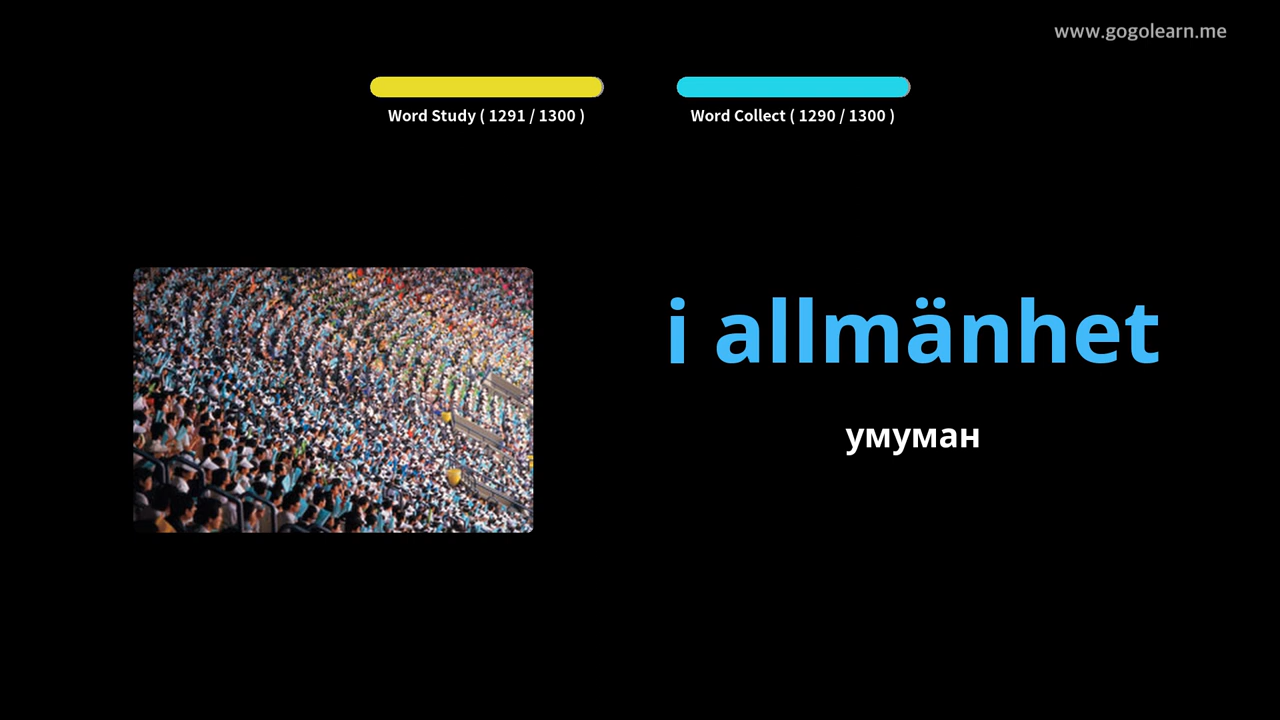 www.gogolearn.me
Word Study ( 1291 / 1300 )
Word Collect ( 1290 / 1300 )
i allmänhet
умуман